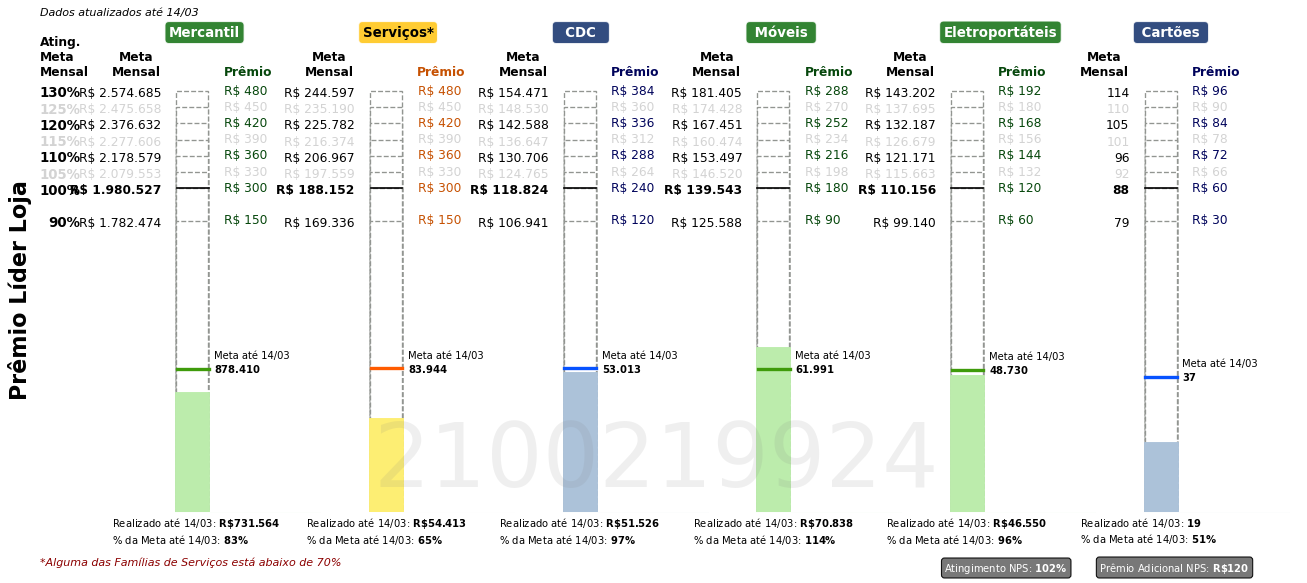 Dados atualizados até 14/03
Mercantil Serviços* CDC Móveis Eletroportáteis Cartões
Ating. Meta Mensal Meta Mensal Prêmio Meta Mensal Prêmio Meta Mensal Prêmio Meta Mensal Prêmio Meta Mensal Prêmio Meta Mensal Prêmio
130% R$ 2.574.685 R$ 480 R$ 244.597 R$ 480 R$ 154.471 R$ 384 R$ 181.405 R$ 288 R$ 143.202 R$ 192 114 R$ 96
125% R$ 2.475.658 R$ 450 R$ 235.190 R$ 450 R$ 148.530 R$ 360 R$ 174.428 R$ 270 R$ 137.695 R$ 180 110 R$ 90
120% R$ 2.376.632 R$ 420 R$ 225.782 R$ 420 R$ 142.588 R$ 336 R$ 167.451 R$ 252 R$ 132.187 R$ 168 105 R$ 84
115% R$ 2.277.606 R$ 390 R$ 216.374 R$ 390 R$ 136.647 R$ 312 R$ 160.474 R$ 234 R$ 126.679 R$ 156 101 R$ 78
110% R$ 2.178.579 R$ 360 R$ 206.967 R$ 360 R$ 130.706 R$ 288 R$ 153.497 R$ 216 R$ 121.171 R$ 144 96 R$ 72
105% R$ 2.079.553 R$ 330 R$ 197.559 R$ 330 R$ 124.765 R$ 264 R$ 146.520 R$ 198 R$ 115.663 R$ 132 92 R$ 66
100% R$ 1.980.527 R$ 300 R$ 188.152 R$ 300 R$ 118.824 R$ 240 R$ 139.543 R$ 180 R$ 110.156 R$ 120 88 R$ 60
90% R$ 1.782.474 R$ 150 R$ 169.336 R$ 150 R$ 106.941 R$ 120 R$ 125.588 R$ 90 R$ 99.140 R$ 60 79 R$ 30
Prêmio Líder Loja
Meta até 14/03 Meta até 14/03 Meta até 14/03 Meta até 14/03 Meta até 14/03 Meta até 14/03
878.410 83.944 53.013 61.991 48.730 37
2100219924
Realizado até 14/03: R$731.564 Realizado até 14/03: R$54.413 Realizado até 14/03: R$51.526 Realizado até 14/03: R$70.838 Realizado até 14/03: R$46.550 Realizado até 14/03: 19
% da Meta até 14/03: 83% % da Meta até 14/03: 65% % da Meta até 14/03: 97% % da Meta até 14/03: 114% % da Meta até 14/03: 96% % da Meta até 14/03: 51%
*Alguma das Famílias de Serviços está abaixo de 70% Atingimento NPS: 102% Prêmio Adicional NPS: R$120